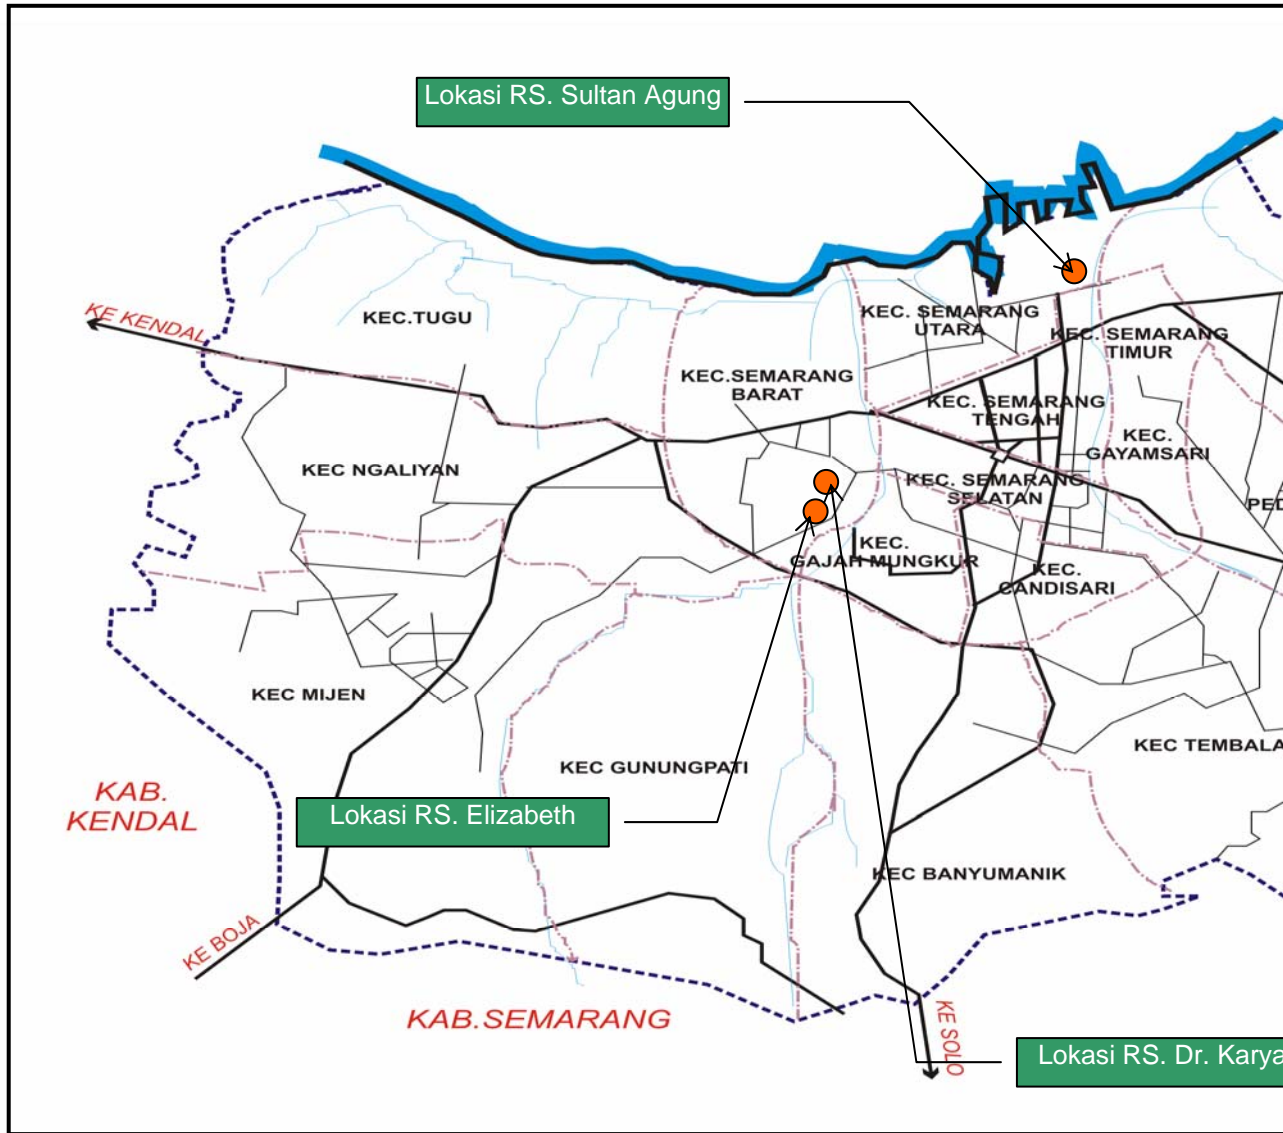 Lokasi RS. Sultan Agung
KE KENDAL
KEC.TUGU
KEC. SEMARANG
UTARA
KEC. SEMARANG
TIMUR
KEC.SEMARANG
BARAT
KEC. SEMARANG
TENGAH
KEC.
GAYAMSARI
KEC NGALIYAN
KEC. SEMARANG
SELATAN
PED
KEC.
GAJAH MUNGKUR
KEC.
CANDISARI
KEC MIJEN
KEC TEMBALA
KEC GUNUNGPATI
KAB.
KENDAL
Lokasi RS. Elizabeth
KEC BANYUMANIK
KE BOJA
KAB.SEMARANG
KE SOLO
Lokasi RS. Dr. Karya